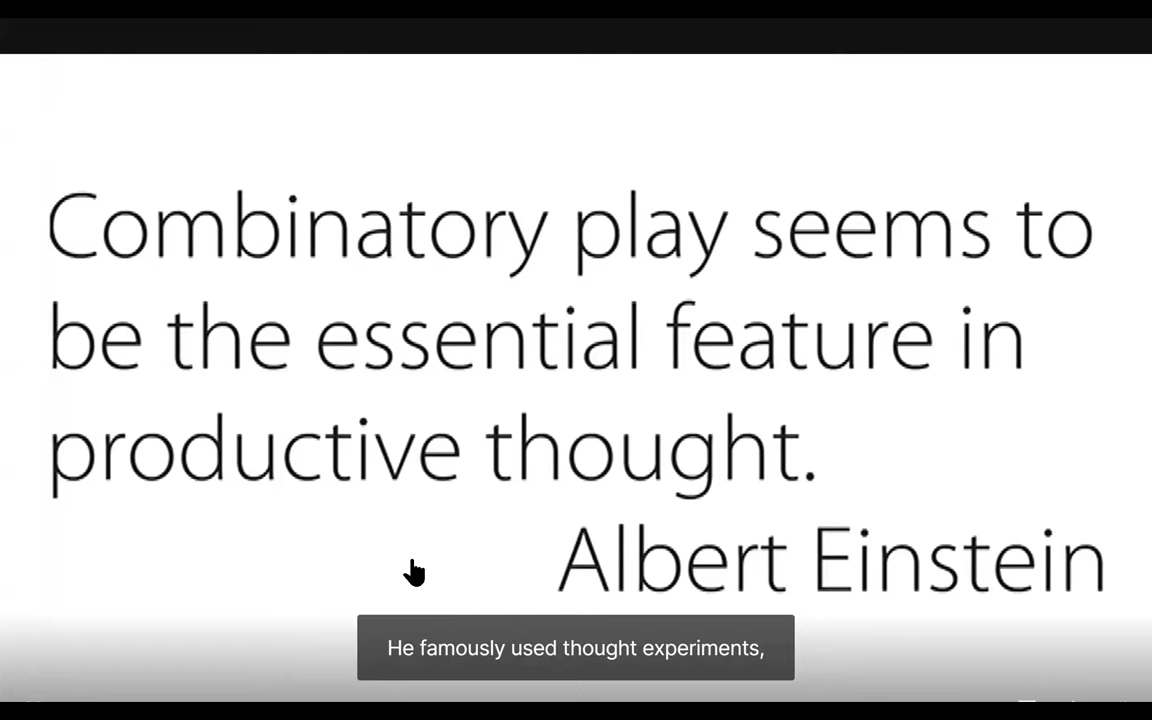 Combinatory play seems to
be the essential feature in
productive thought.
Albert Einstein
He famously used thought experiments,